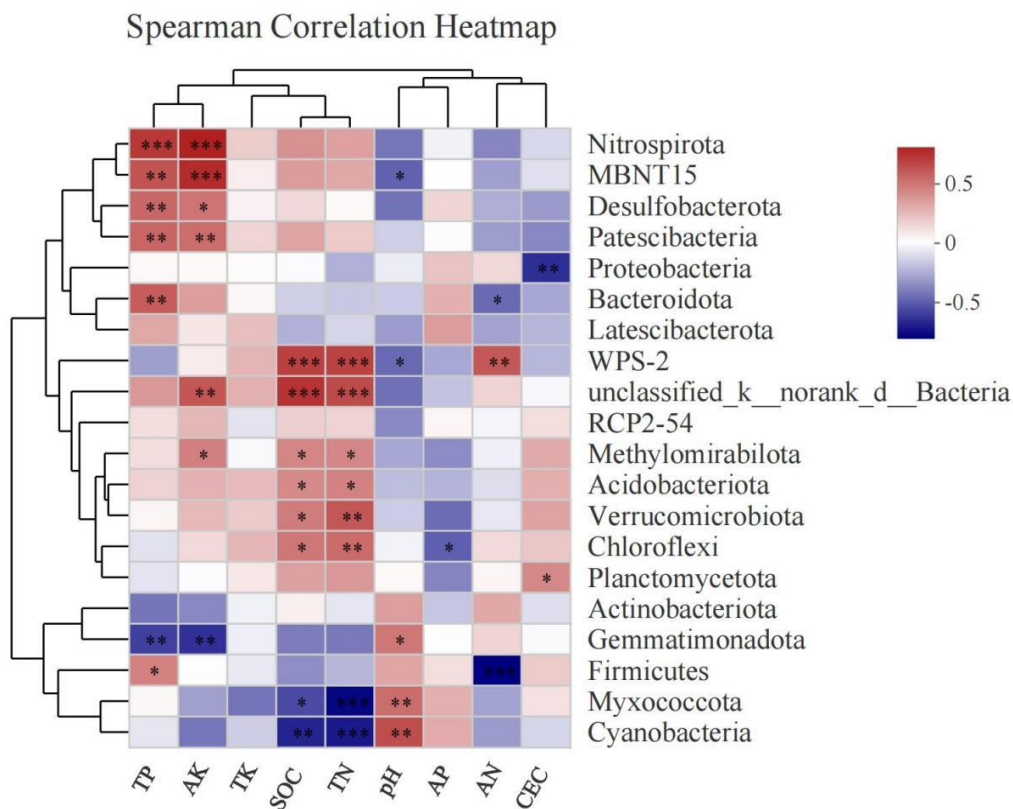 Spearman Correlation Heatmap
*** *** Nitrospirota
** *** * MBNT15
** * Desulfobacterota
** ** Patescibacteria
** Proteobacteria
** * Bacteroidota
Latescibacterota
*** *** * ** WPS-2
** *** *** unclassified_k__norank_d__Bacteria
RCP2-54
* * * Methylomirabilota
* * Acidobacteriota
* ** Verrucomicrobiota
* ** * Chloroflexi
* Planctomycetota
Actinobacteriota
** ** * Gemmatimonadota
* *** Firmicutes
* *** ** Myxococcota
** *** ** Cyanobacteria
TP AK TK SOC TN pH AP AN CEC
0.5
0
-0.5